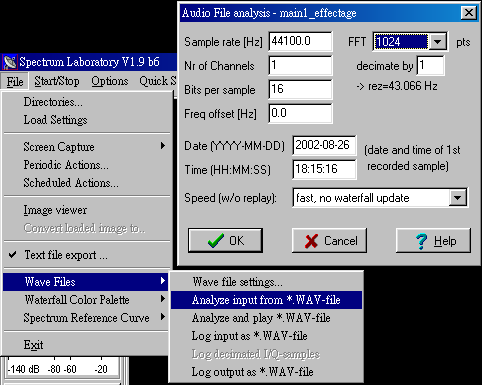 Audio File analysis - main1_effectage
Sample rate [Hz] 44100.0 FFT 1024 pts
Nr of Channels 1 decimate by 1
Bits per sample 16 -> rez=43.066 Hz
Freq offset [Hz] 0.0
Date (YYYY-MM-DD) 2002-08-26 (date and time of 1st
Time (HH:MM:SS) 18:15:16 recorded sample)
Speed (w/o replay): fast, no waterfall update
OK Cancel Help
Spectrum Laboratory V1.9 b6
File Start/Stop Options Quick S
Directories...
Load Settings
Screen Capture
Periodic Actions...
Scheduled Actions...
Image viewer
Convert loaded image to..
Text file export ...
Wave Files
Waterfall Color Palette
Spectrum Reference Curve
Exit
Wave file settings...
Analyze input from *.WAV-file
Analyze and play *.WAV-file
Log input as *.WAV-file
Log decimated I/Q-samples
Log output as *.WAV-file
-140 dB -80 -60 -20